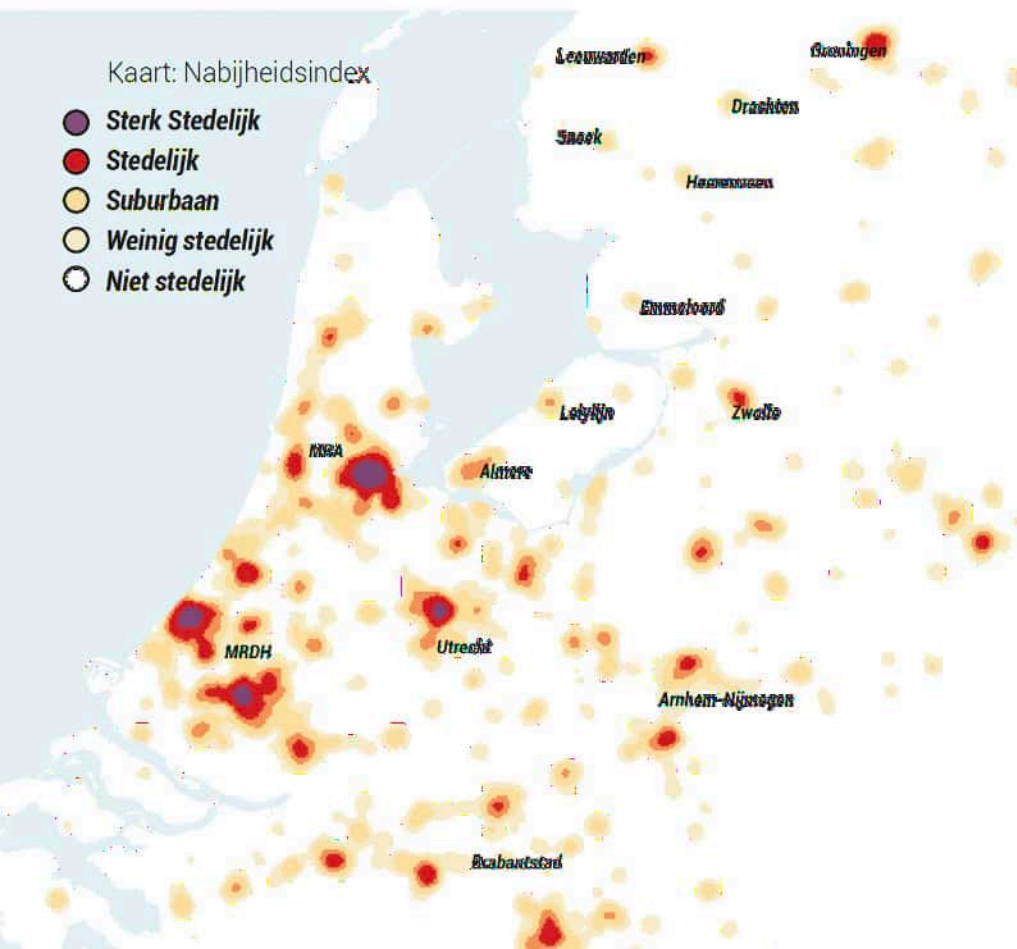 Kaart: Nabijheidsindex
Sterk Stedelijk
Stedelijk
Suburbaan
Weinig stedelijk
Niet stedelijk
Leeuwarden
Groningen
Drachten
Sneek
Heerenveen
Emmeloord
Lelylijn
Zwolle
MRA
Almere
Utrecht
MRDH
Arnhem-Nijmegen
Brabantstad